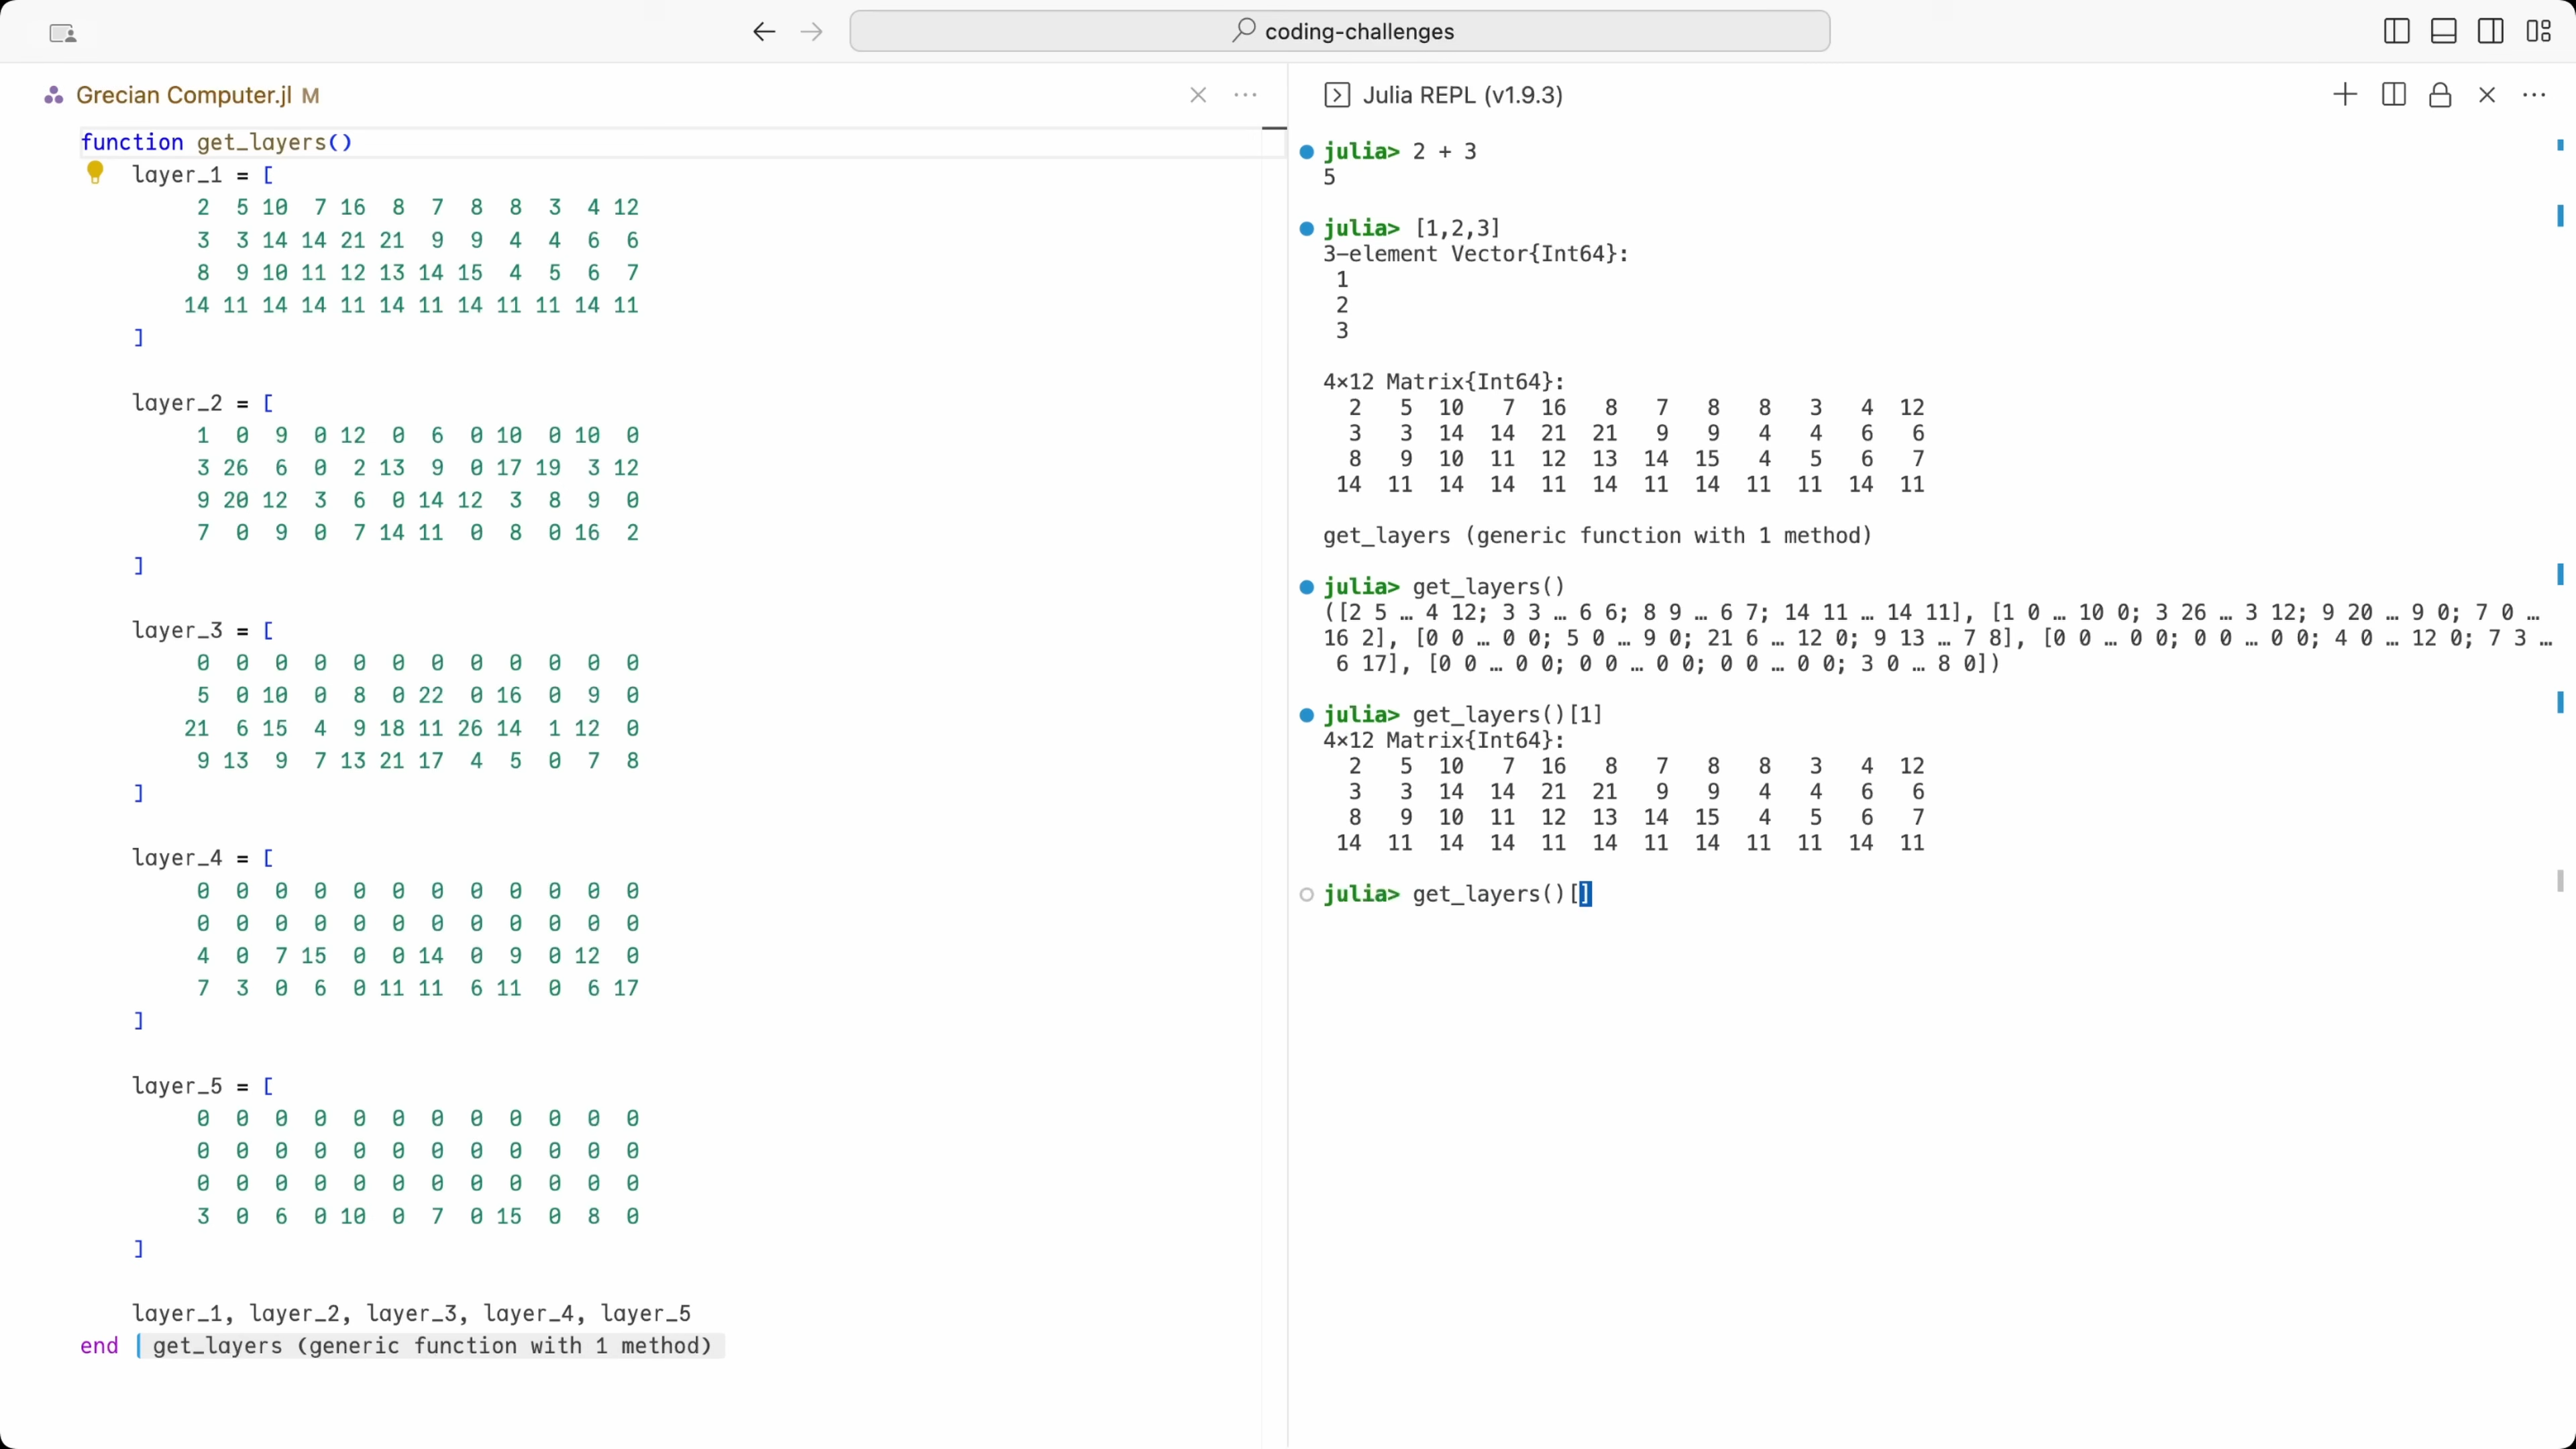 coding-challenges
Grecian Computer.jl M
function get_layers()
layer_1 = [
2 5 10 7 16 8 7 8 8 3 4 12
3 3 14 14 21 21 9 9 4 4 6 6
8 9 10 11 12 13 14 15 4 5 6 7
14 11 14 14 11 14 11 14 11 11 14 11
]
layer_2 = [
1 0 9 0 12 0 6 0 10 0 10 0
3 26 6 0 2 13 9 0 17 19 3 12
9 20 12 3 6 0 14 12 3 8 9 0
7 0 9 0 7 14 11 0 8 0 16 2
]
layer_3 = [
0 0 0 0 0 0 0 0 0 0 0 0
5 0 10 0 8 0 22 0 16 0 9 0
21 6 15 4 9 18 11 26 14 1 12 0
9 13 9 7 13 21 17 4 5 0 7 8
]
layer_4 = [
0 0 0 0 0 0 0 0 0 0 0 0
0 0 0 0 0 0 0 0 0 0 0 0
4 0 7 15 0 0 14 0 9 0 12 0
7 3 0 6 0 11 11 6 11 0 6 17
]
layer_5 = [
0 0 0 0 0 0 0 0 0 0 0 0
0 0 0 0 0 0 0 0 0 0 0 0
0 0 0 0 0 0 0 0 0 0 0 0
3 0 6 0 10 0 7 0 15 0 8 0
]
layer_1, layer_2, layer_3, layer_4, layer_5
end get_layers (generic function with 1 method)
Julia REPL (v1.9.3)
julia> 2 + 3
5
julia> [1,2,3]
3-element Vector{Int64}:
1
2
3
4×12 Matrix{Int64}:
2 5 10 7 16 8 7 8 8 3 4 12
3 3 14 14 21 21 9 9 4 4 6 6
8 9 10 11 12 13 14 15 4 5 6 7
14 11 14 14 11 14 11 14 11 11 14 11
get_layers (generic function with 1 method)
julia> get_layers()
([2 5 … 4 12; 3 3 … 6 6; 8 9 … 6 7; 14 11 … 14 11], [1 0 … 10 0; 3 26 … 3 12; 9 20 … 9 0; 7 0 …
16 2], [0 0 … 0 0; 5 0 … 9 0; 21 6 … 12 0; 9 13 … 7 8], [0 0 … 0 0; 0 0 … 0 0; 4 0 … 12 0; 7 3 …
6 17], [0 0 … 0 0; 0 0 … 0 0; 0 0 … 0 0; 3 0 … 8 0])
julia> get_layers()[1]
4×12 Matrix{Int64}:
2 5 10 7 16 8 7 8 8 3 4 12
3 3 14 14 21 21 9 9 4 4 6 6
8 9 10 11 12 13 14 15 4 5 6 7
14 11 14 14 11 14 11 14 11 11 14 11
julia> get_layers()[]